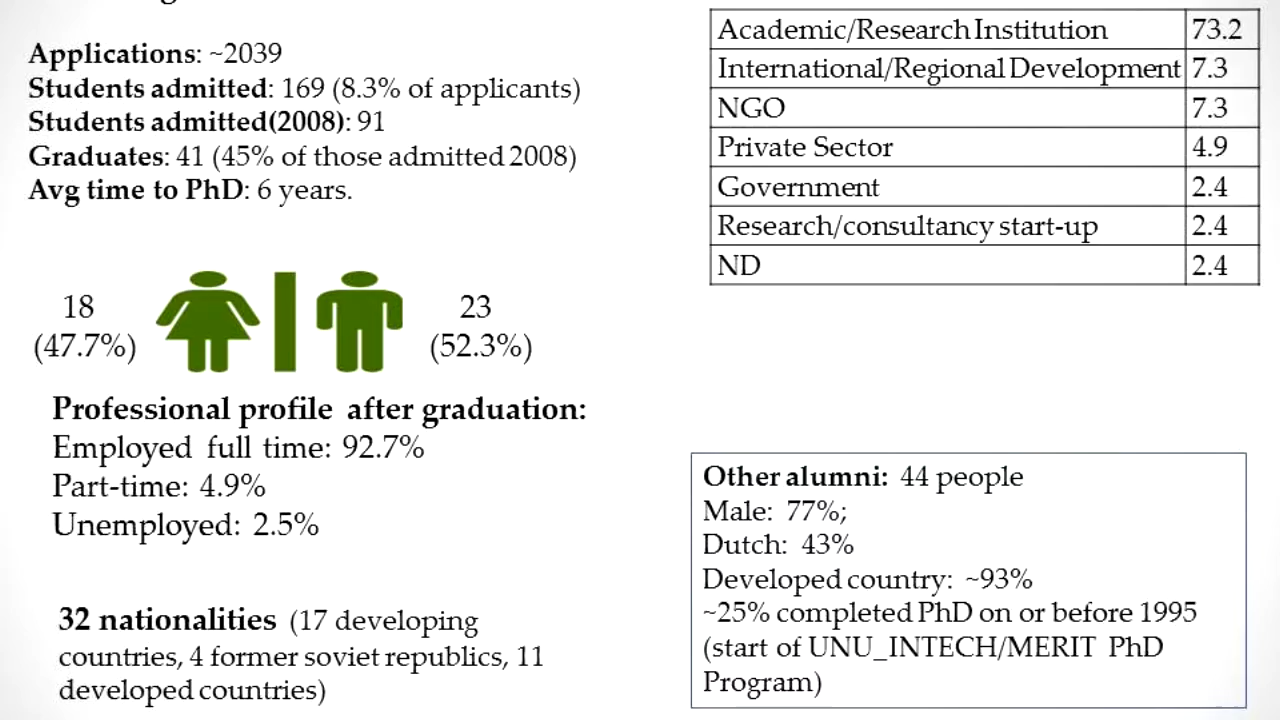 Applications: ~2039
Students admitted: 169 (8.3% of applicants)
Students admitted(2008): 91
Graduates: 41 (45% of those admitted 2008)
Avg time to PhD: 6 years.
18
(47.7%)
23
(52.3%)
Professional profile after graduation:
Employed full time: 92.7%
Part-time: 4.9%
Unemployed: 2.5%
32 nationalities (17 developing
countries, 4 former soviet republics, 11
developed countries)
Academic/Research Institution 73.2
International/Regional Development 7.3
NGO 7.3
Private Sector 4.9
Government 2.4
Research/consultancy start-up 2.4
ND 2.4
Other alumni: 44 people
Male: 77%;
Dutch: 43%
Developed country: ~93%
~25% completed PhD on or before 1995
(start of UNU_INTECH/MERIT PhD
Program)